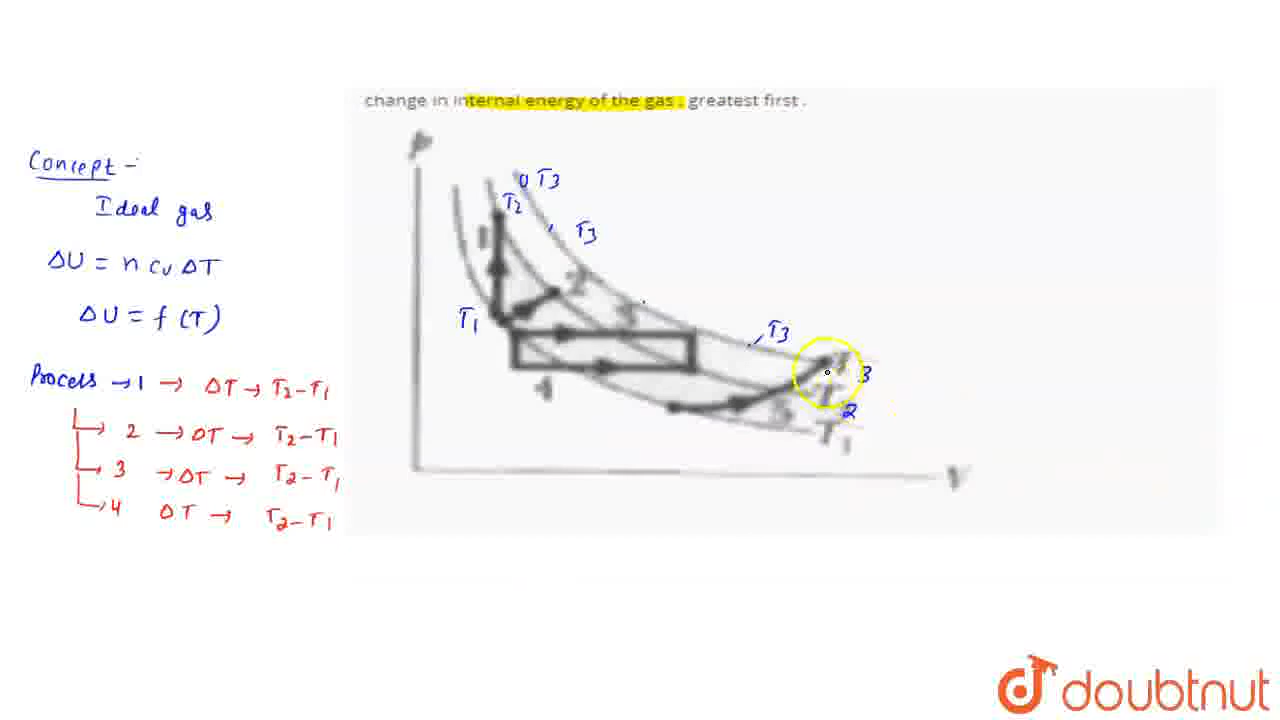 change in internal energy of the gas , greatest first .
Concept -
Ideal gas
ΔU = n Cv ΔT
ΔU = f (T)
Process → 1 → ΔT → T2 - T1
→ 2 → ΔT → T2 - T1
→ 3 → ΔT → T2 - T1
→ 4 ΔT → T2 - T1
P
T3
T2
T3
1
2
T1
3
T3
3
4
2
5
T1
V
doubtnut